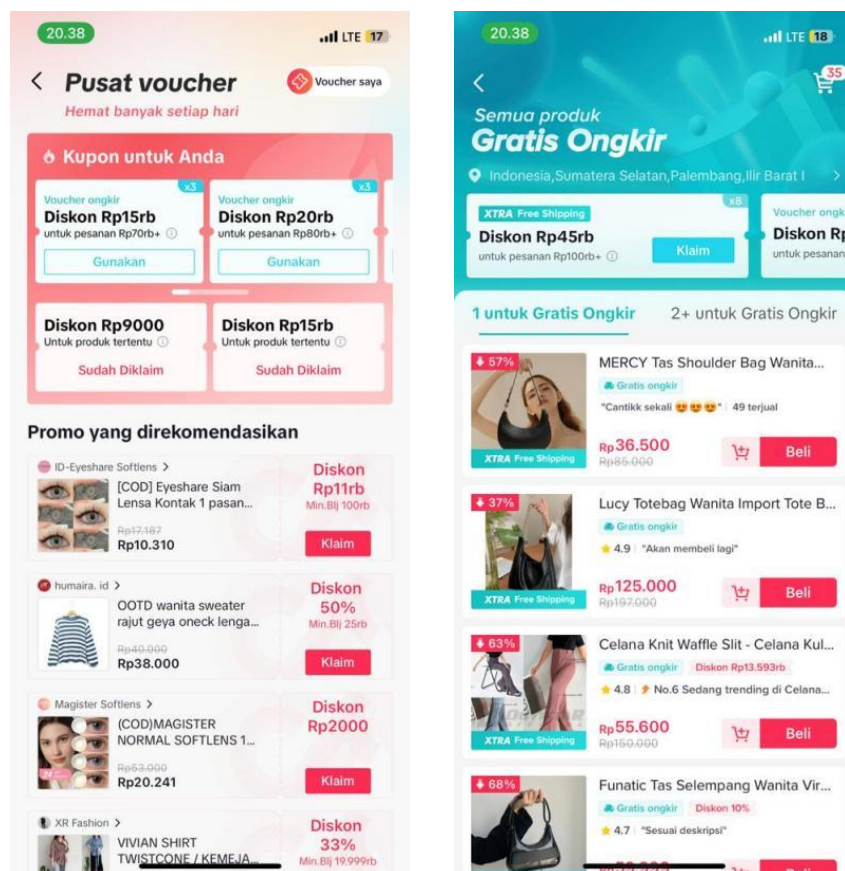 20.38
LTE 17
Pusat voucher
Voucher saya
Hemat banyak setiap hari
Kupon untuk Anda
x3
Voucher ongkir
Diskon Rp15rb
untuk pesanan Rp70rb+
Gunakan
x3
Voucher ongkir
Diskon Rp20rb
untuk pesanan Rp80rb+
Gunakan
Diskon Rp9000
Untuk produk tertentu
Sudah Diklaim
Diskon Rp15rb
Untuk produk tertentu
Sudah Diklaim
Promo yang direkomendasikan
ID-Eyeshare Softlens >
[COD] Eyeshare Siam
Lensa Kontak 1 pasan...
Rp17.187
Rp10.310
Diskon
Rp11rb
Min.Blj 100rb
Klaim
humaira. id >
OOTD wanita sweater
rajut geya oneck lenga...
Rp40.000
Rp38.000
Diskon
50%
Min.Blj 25rb
Klaim
Magister Softlens >
(COD)MAGISTER
NORMAL SOFTLENS 1...
Rp53.000
Rp20.241
Diskon
Rp2000
Klaim
XR Fashion >
VIVIAN SHIRT
TWISTCONE / KEMEJA...
Diskon
33%
Min.Blj 19.999rb
20.38
LTE 18
35
Semua produk
Gratis Ongkir
Indonesia,Sumatera Selatan,Palembang,Ilir Barat I >
x8
XTRA Free Shipping
Diskon Rp45rb
untuk pesanan Rp100rb+
Klaim
Voucher ongk
Diskon Rp
untuk pesanan
1 untuk Gratis Ongkir
2+ untuk Gratis Ongkir
57%
XTRA Free Shipping
MERCY Tas Shoulder Bag Wanita...
Gratis ongkir
"Cantikk sekali 😍😍😍" 49 terjual
Rp36.500
Rp85.000
Beli
37%
XTRA Free Shipping
Lucy Totebag Wanita Import Tote B...
Gratis ongkir
4.9 "Akan membeli lagi"
Rp125.000
Rp197.000
Beli
63%
XTRA Free Shipping
Celana Knit Waffle Slit - Celana Kul...
Gratis ongkir Diskon Rp13.593rb
4.8 No.6 Sedang trending di Celana...
Rp55.600
Rp150.000
Beli
68%
Funatic Tas Selempang Wanita Vir...
Gratis ongkir Diskon 10%
4.7 "Sesuai deskripsi"